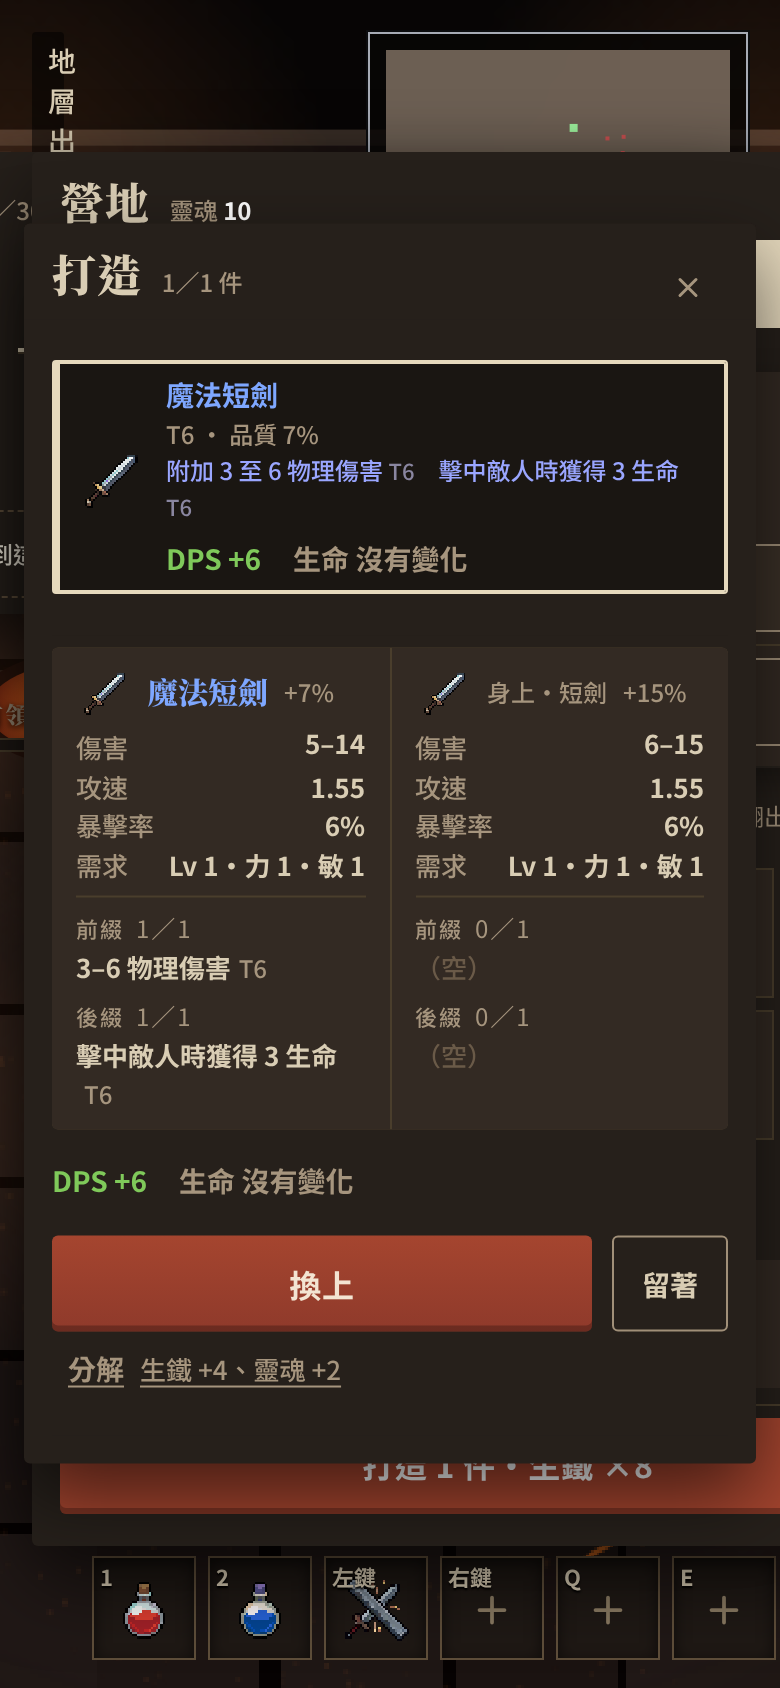 地
層
出
營地 靈魂 10
打造 1／1 件 ×
魔法短劍
T6・品質 7%
附加 3 至 6 物理傷害 T6 擊中敵人時獲得 3 生命
T6
DPS +6 生命 沒有變化
魔法短劍 +7%
傷害 5–14
攻速 1.55
暴擊率 6%
需求 Lv 1・力 1・敏 1
前綴 1／1
3–6 物理傷害 T6
後綴 1／1
擊中敵人時獲得 3 生命
T6
身上・短劍 +15%
傷害 6–15
攻速 1.55
暴擊率 6%
需求 Lv 1・力 1・敏 1
前綴 0／1
（空）
後綴 0／1
（空）
DPS +6 生命 沒有變化
換上 留著
分解 生鐵 +4、靈魂 +2
打造 1 件・生鐵 ×8
1 2 左鍵 右鍵 Q E